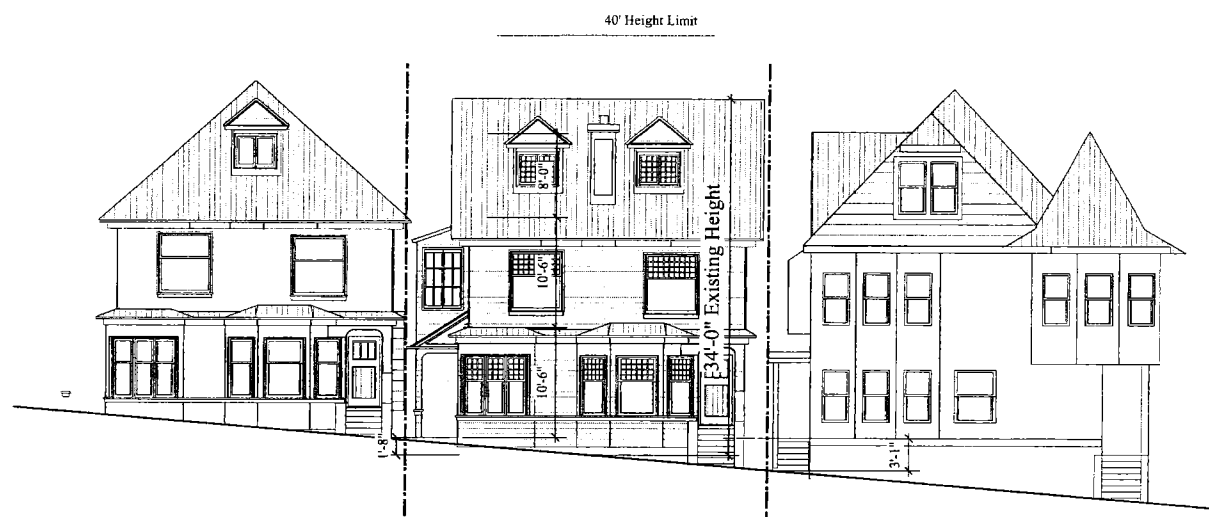 40' Height Limit
8'-0"
10'-6"
10'-6"
34'-0" Existing Height
1'-8"
3'-1"